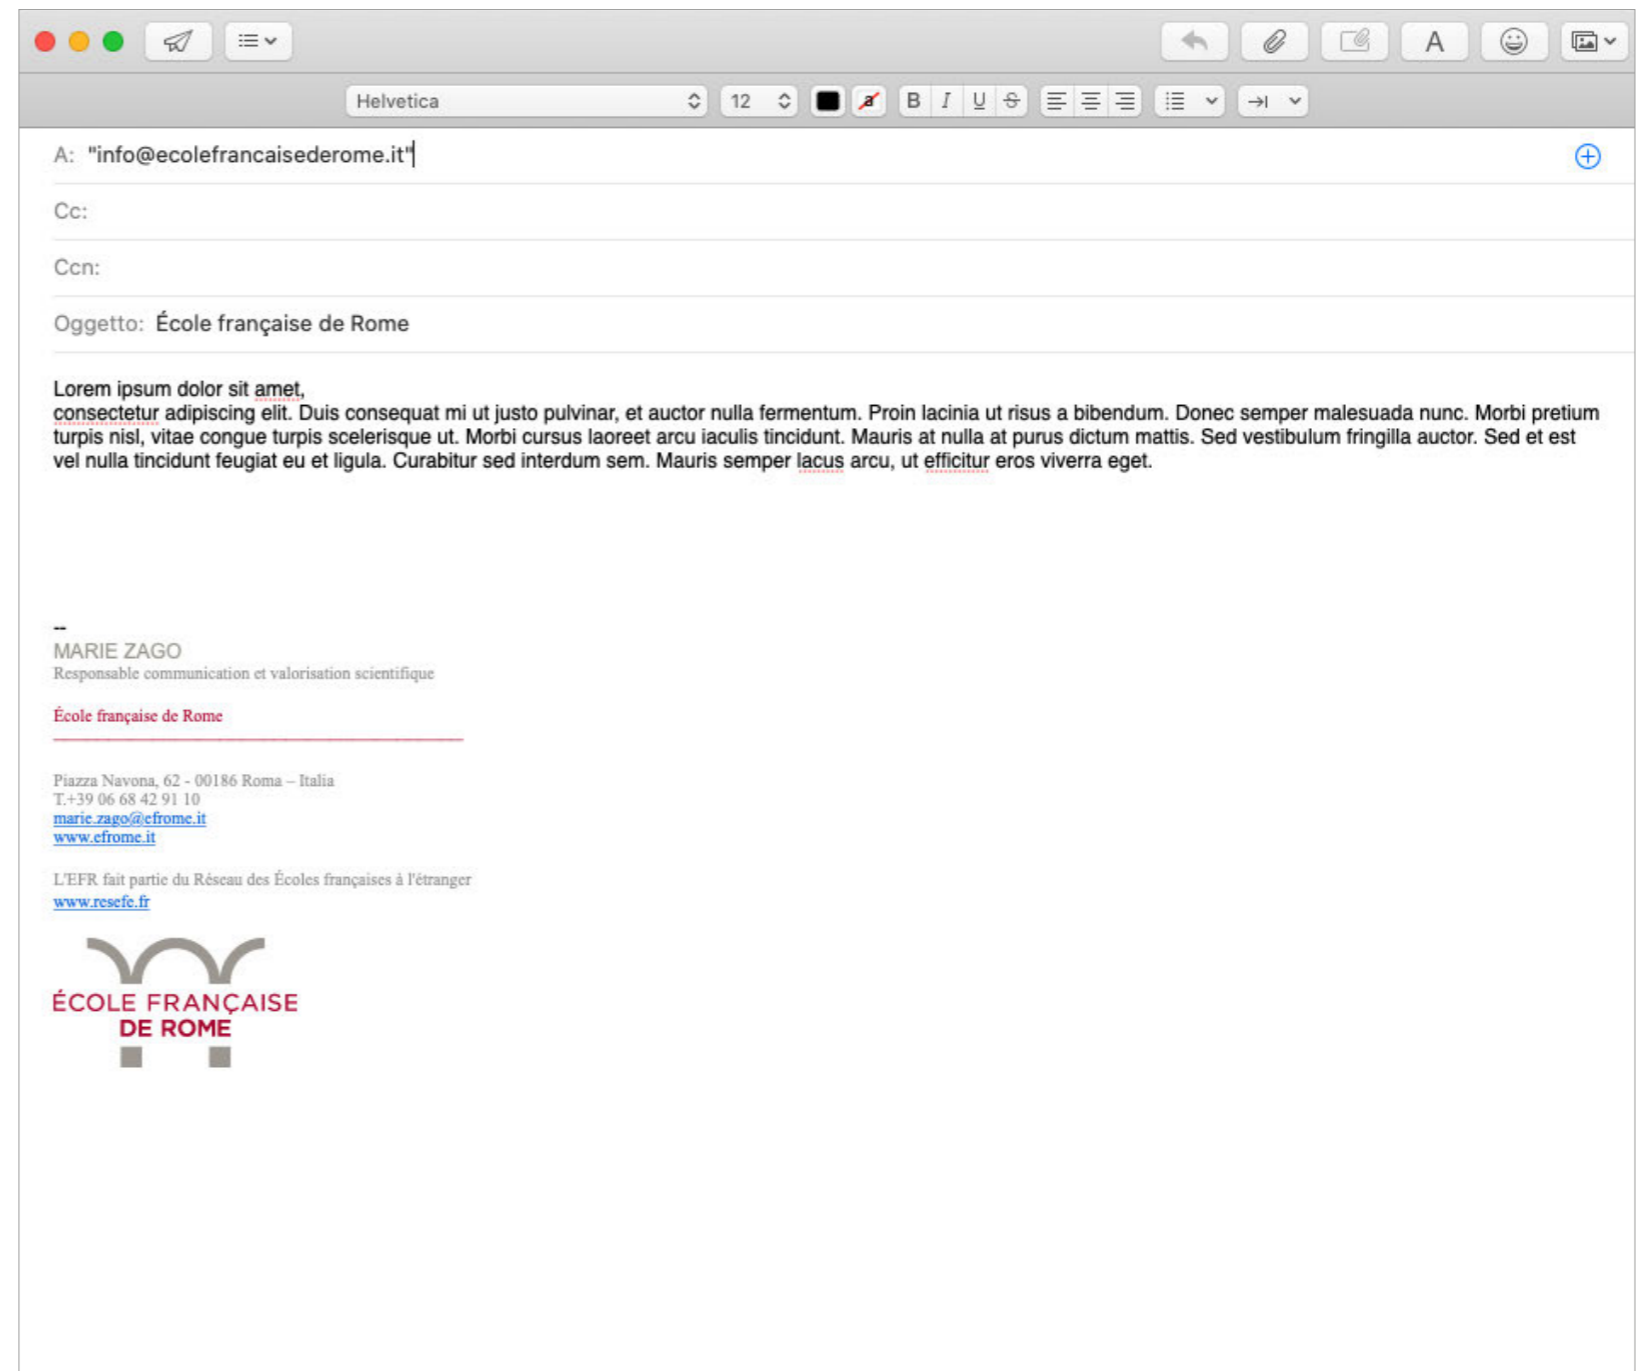 Helvetica 12 a B I U S
A
A: "info@ecolefrancaisederome.it"
Cc:
Ccn:
Oggetto: École française de Rome
Lorem ipsum dolor sit amet,
consectetur adipiscing elit. Duis consequat mi ut justo pulvinar, et auctor nulla fermentum. Proin lacinia ut risus a bibendum. Donec semper malesuada nunc. Morbi pretium
turpis nisl, vitae congue turpis scelerisque ut. Morbi cursus laoreet arcu iaculis tincidunt. Mauris at nulla at purus dictum mattis. Sed vestibulum fringilla auctor. Sed et est
vel nulla tincidunt feugiat eu et ligula. Curabitur sed interdum sem. Mauris semper lacus arcu, ut efficitur eros viverra eget.
--
MARIE ZAGO
Responsable communication et valorisation scientifique
École française de Rome
Piazza Navona, 62 - 00186 Roma – Italia
T.+39 06 68 42 91 10
marie.zago@efrome.it
www.efrome.it
L'EFR fait partie du Réseau des Écoles françaises à l'étranger
www.resefe.fr
ÉCOLE FRANÇAISE
DE ROME